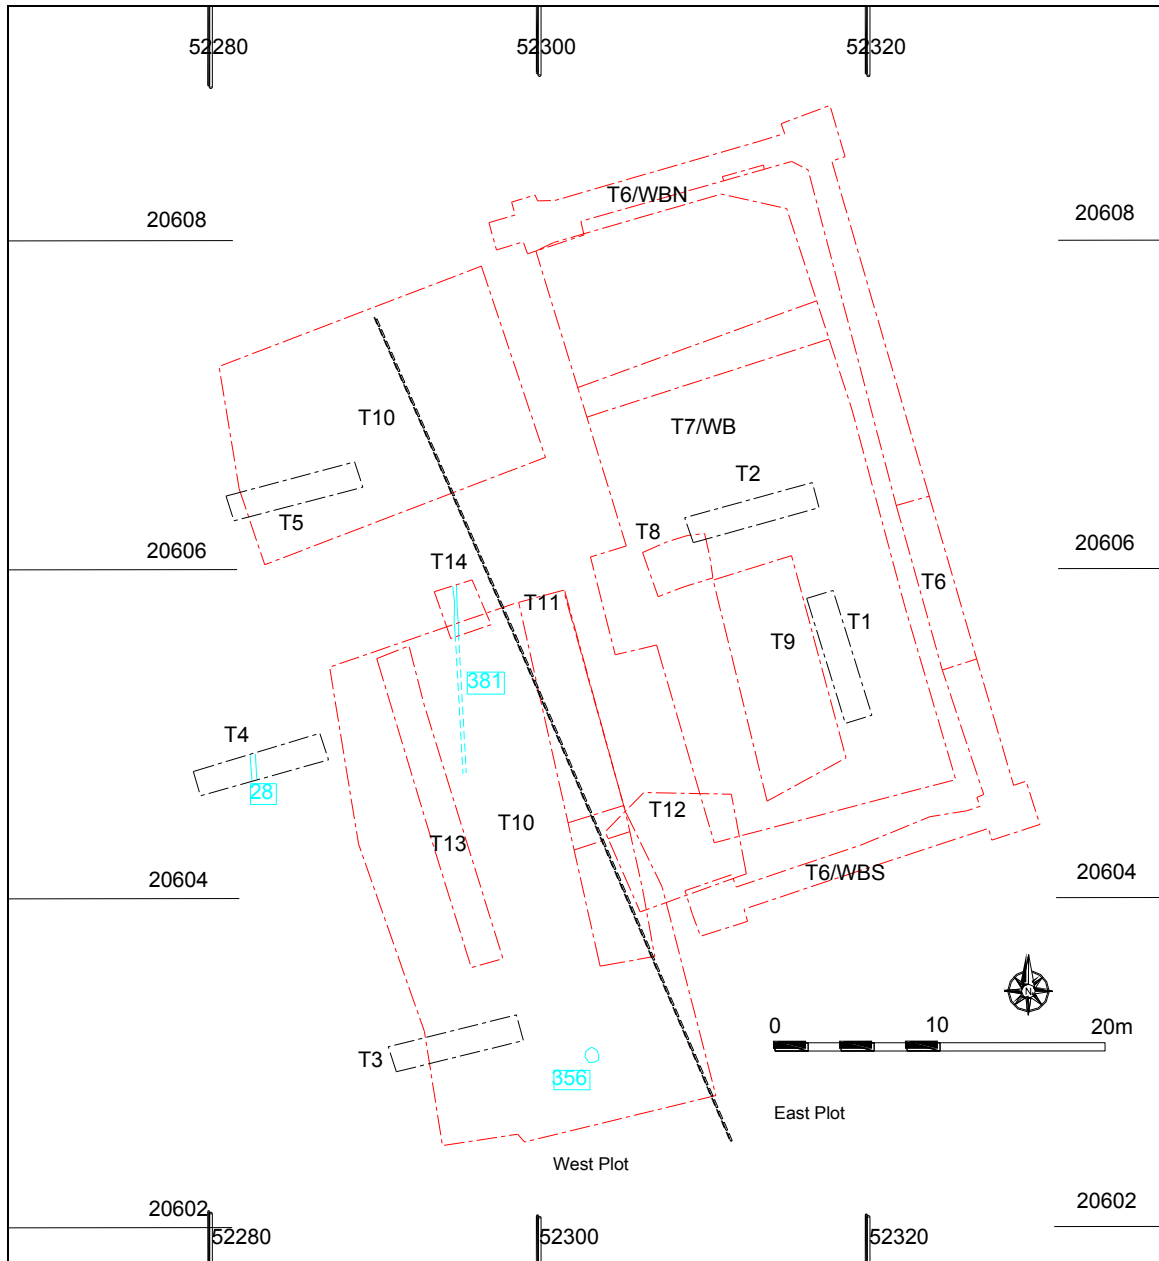 52280 52300 52320
T6/WBN
20608 20608
T10
T7/WB
T2
T5
T8
20606 20606
T14
T6
T11
T1
T9
381
T4
28
T12
T10
T13
T6/WBS
20604 20604
0 10 20m
T3
356
East Plot
West Plot
20602 20602
52280 52300 52320
N